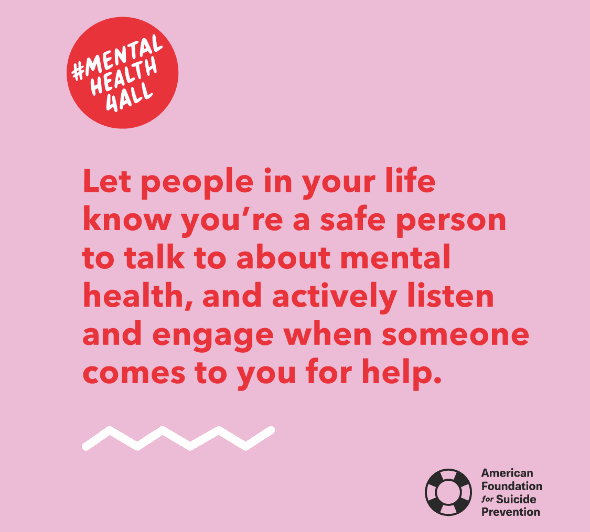 #MENTAL
HEALTH
4ALL
Let people in your life
know you’re a safe person
to talk to about mental
health, and actively listen
and engage when someone
comes to you for help.
American
Foundation
for Suicide
Prevention